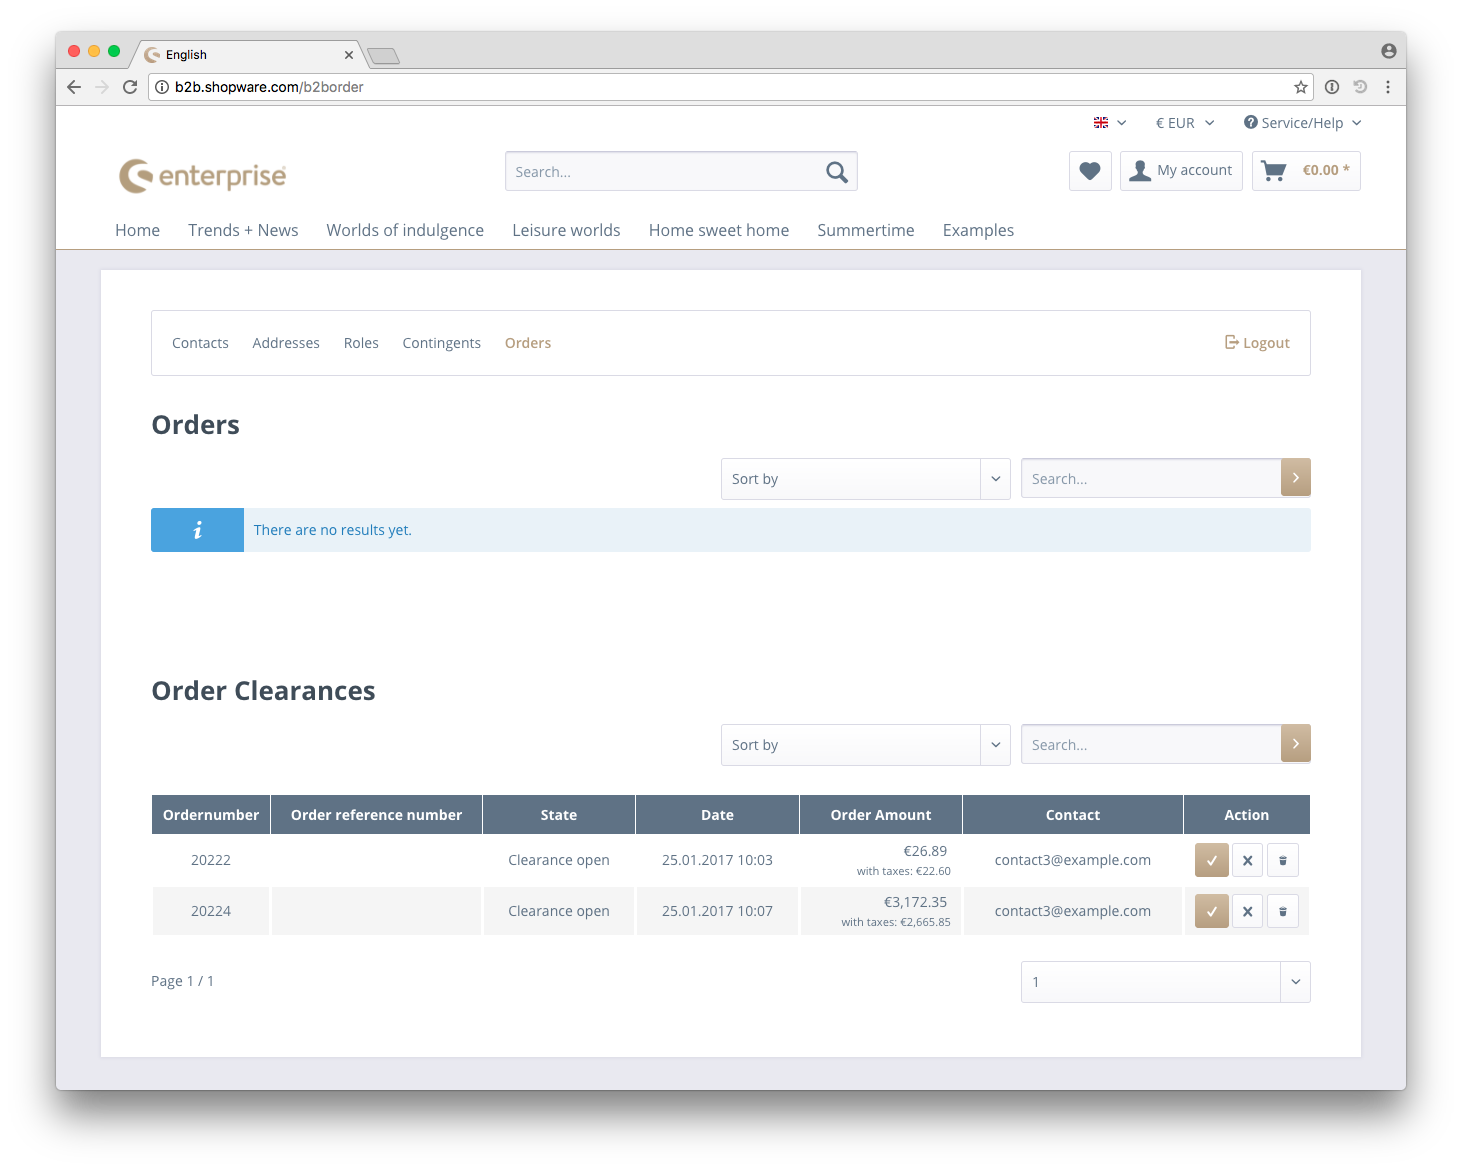 English
b2b.shopware.com/b2border
€ EUR
Service/Help
enterprise
Search...
My account
€0.00 *
Home Trends + News Worlds of indulgence Leisure worlds Home sweet home Summertime Examples
Contacts Addresses Roles Contingents Orders Logout
Orders
Sort by
Search...
i There are no results yet.
Order Clearances
Sort by
Search...
Ordernumber Order reference number State Date Order Amount Contact Action
20222 Clearance open 25.01.2017 10:03 €26.89 contact3@example.com
with taxes: €22.60
20224 Clearance open 25.01.2017 10:07 €3,172.35 contact3@example.com
with taxes: €2,665.85
Page 1 / 1
1